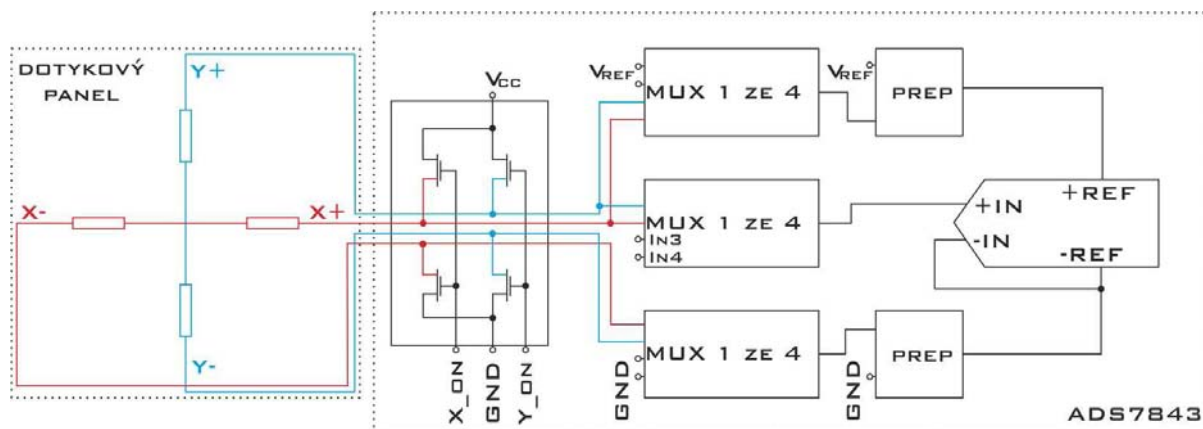 DOTYKOVÝ
PANEL
Y+
X-
X+
Y-
VCC
X_ON
GND
Y_ON
VREF
MUX 1 ZE 4
VREF
PREP
MUX 1 ZE 4
IN3
IN4
+IN
-IN
+REF
-REF
MUX 1 ZE 4
GND
PREP
GND
ADS7843